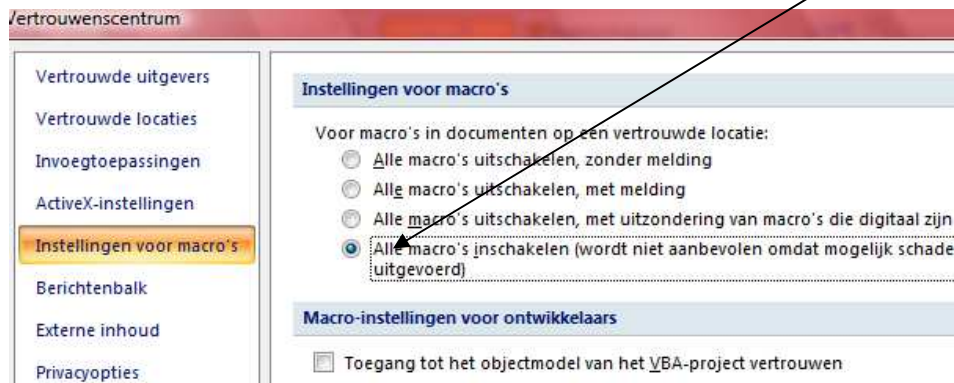 Vertrouwenscentrum
Vertrouwde uitgevers
Vertrouwde locaties
Invoegtoepassingen
ActiveX-instellingen
Instellingen voor macro's
Berichtenbalk
Externe inhoud
Privacyopties
Instellingen voor macro's
Voor macro's in documenten op een vertrouwde locatie:
Alle macro's uitschakelen, zonder melding
Alle macro's uitschakelen, met melding
Alle macro's uitschakelen, met uitzondering van macro's die digitaal zijn
Alle macro's inschakelen (wordt niet aanbevolen omdat mogelijk schade
uitgevoerd)
Macro-instellingen voor ontwikkelaars
Toegang tot het objectmodel van het VBA-project vertrouwen